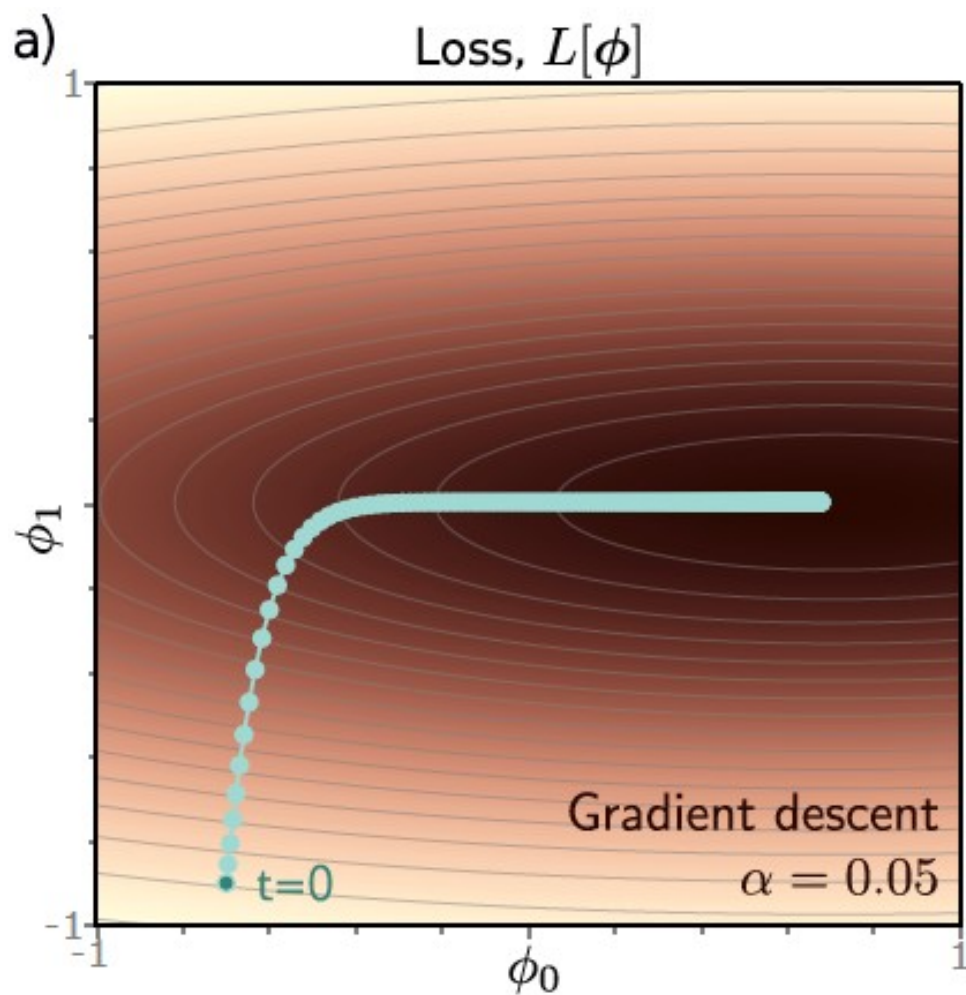 a)
Loss, L[ϕ]
1
ϕ₁
t=0
Gradient descent
α = 0.05
-1
-1
1
ϕ₀